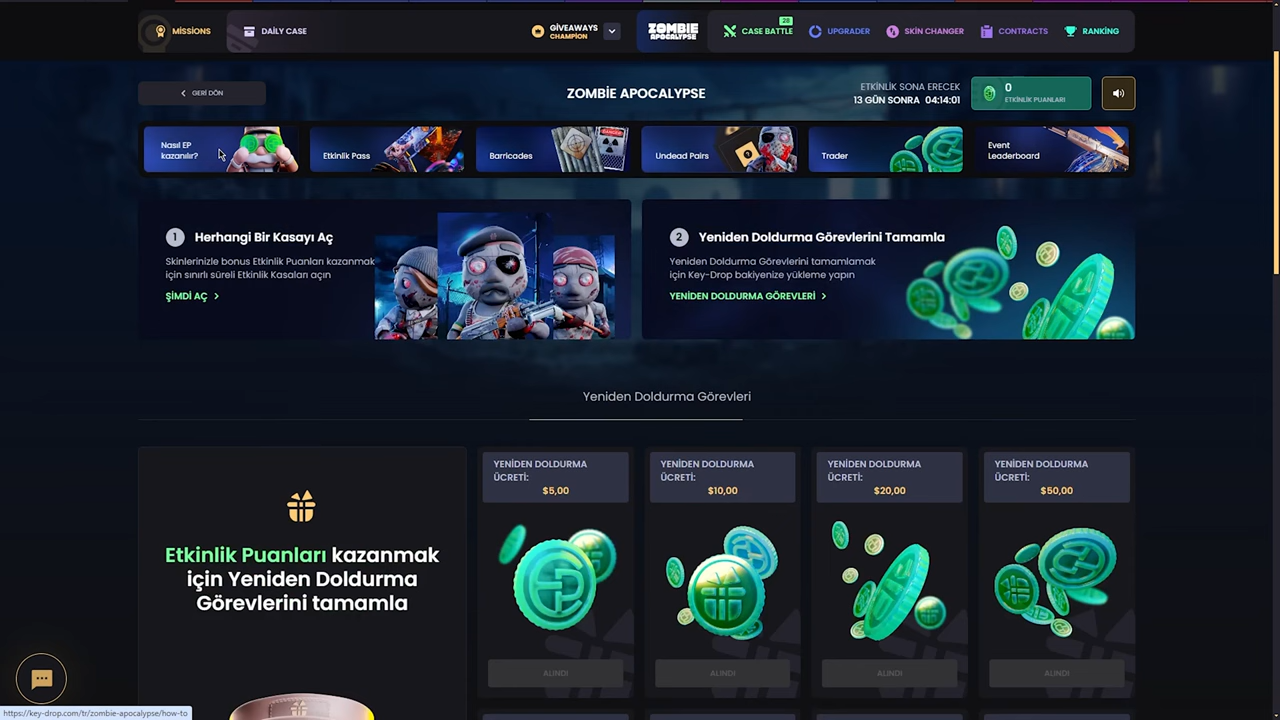 MISSIONS
DAILY CASE
GIVEAWAYS
CHAMPION
ZOMBIE
APOCALYPSE
28
CASE BATTLE
UPGRADER
SKIN CHANGER
CONTRACTS
RANKING
GERİ DÖN
ZOMBİE APOCALYPSE
ETKİNLİK SONA ERECEK
13 GÜN SONRA 04:14:01
0
ETKİNLİK PUANLARI
Nasıl EP
kazanılır?
Etkinlik Pass
Barricades
Undead Pairs
Trader
Event
Leaderboard
1 Herhangi Bir Kasayı Aç
Skinlerinizle bonus Etkinlik Puanları kazanmak
için sınırlı süreli Etkinlik Kasaları açın
ŞİMDİ AÇ
2 Yeniden Doldurma Görevlerini Tamamla
Yeniden Doldurma Görevlerini tamamlamak
için Key-Drop bakiyenize yükleme yapın
YENİDEN DOLDURMA GÖREVLERİ
Yeniden Doldurma Görevleri
Etkinlik Puanları kazanmak
için Yeniden Doldurma
Görevlerini tamamla
YENİDEN DOLDURMA
ÜCRETİ:
$5,00
ALINDI
YENİDEN DOLDURMA
ÜCRETİ:
$10,00
ALINDI
YENİDEN DOLDURMA
ÜCRETİ:
$20,00
ALINDI
YENİDEN DOLDURMA
ÜCRETİ:
$50,00
ALINDI
https://key-drop.com/tr/zombie-apocalypse/how-to